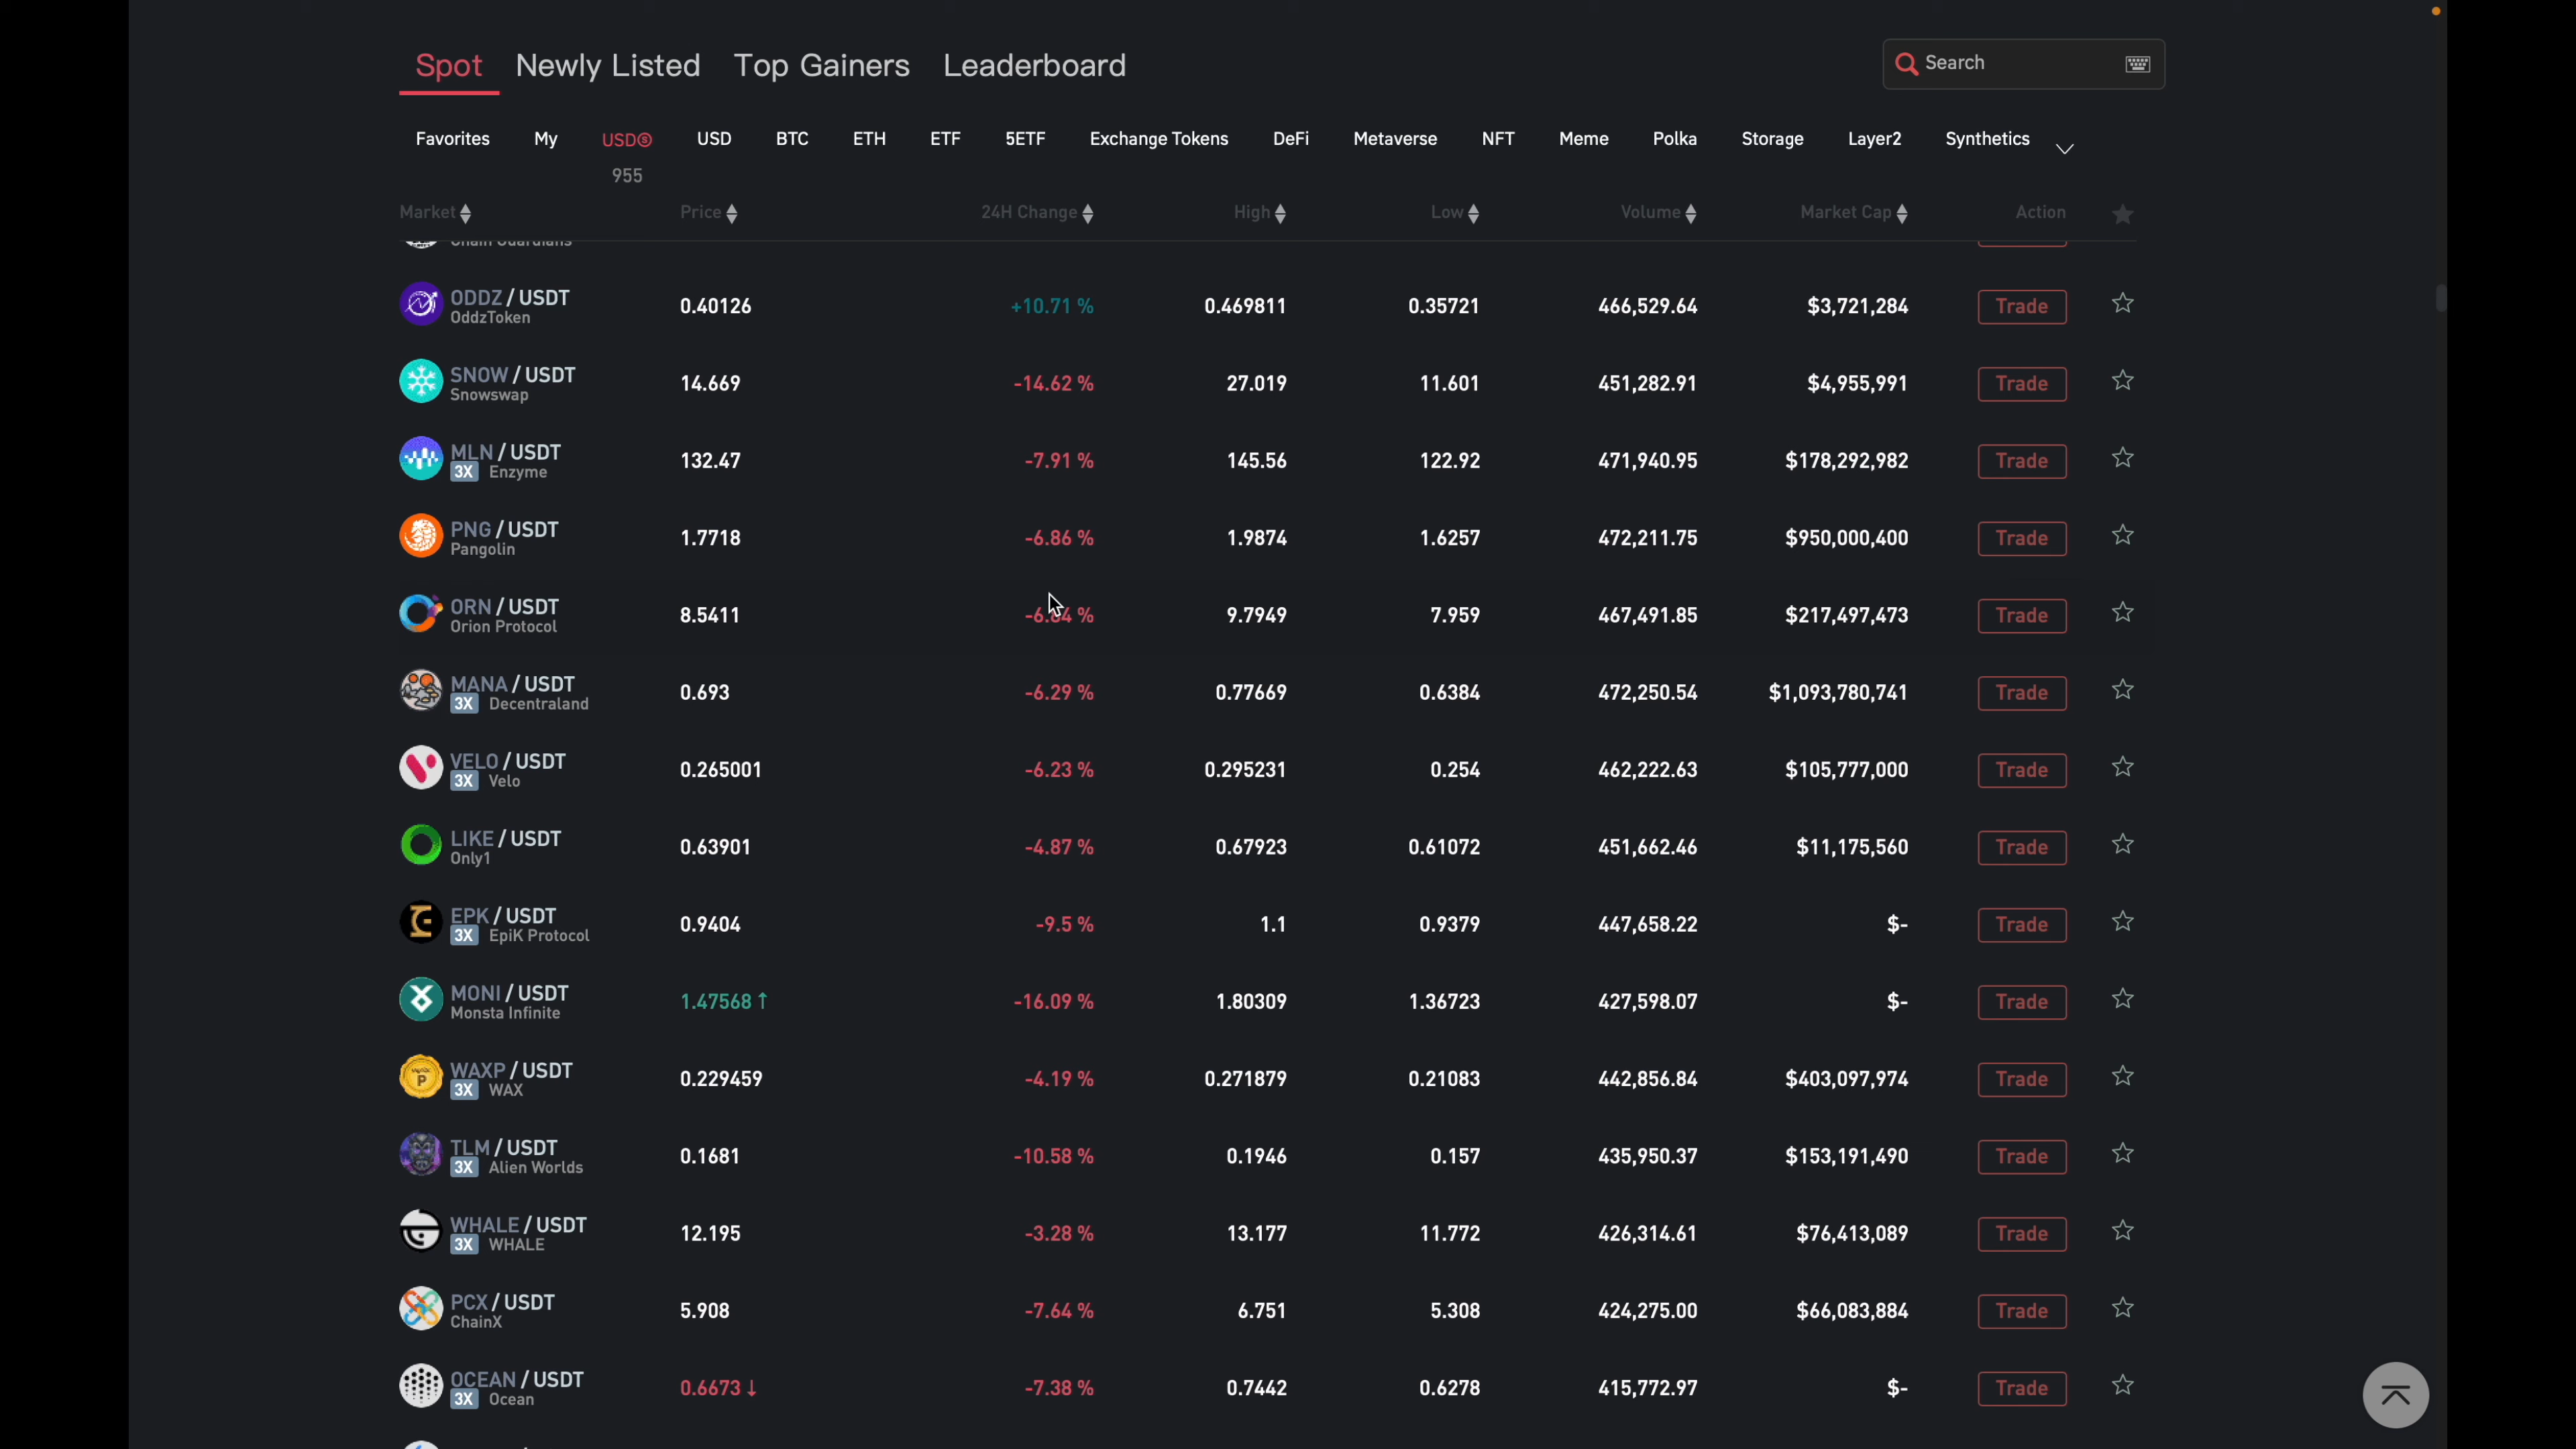 Spot Newly Listed Top Gainers Leaderboard Search
Favorites My USDⓢ USD BTC ETH ETF 5ETF Exchange Tokens DeFi Metaverse NFT Meme Polka Storage Layer2 Synthetics
955
Market Price 24H Change High Low Volume Market Cap Action
ODDZ / USDT
OddzToken
0.40126 +10.71 % 0.469811 0.35721 466,529.64 $3,721,284 Trade
SNOW / USDT
Snowswap
14.669 -14.62 % 27.019 11.601 451,282.91 $4,955,991 Trade
MLN / USDT
3X Enzyme
132.47 -7.91 % 145.56 122.92 471,940.95 $178,292,982 Trade
PNG / USDT
Pangolin
1.7718 -6.86 % 1.9874 1.6257 472,211.75 $950,000,400 Trade
ORN / USDT
Orion Protocol
8.5411 % 9.7949 7.959 467,491.85 $217,497,473 Trade
MANA / USDT
3X Decentraland
0.693 -6.29 % 0.77669 0.6384 472,250.54 $1,093,780,741 Trade
VELO / USDT
3X Velo
0.265001 -6.23 % 0.295231 0.254 462,222.63 $105,777,000 Trade
LIKE / USDT
Only1
0.63901 -4.87 % 0.67923 0.61072 451,662.46 $11,175,560 Trade
EPK / USDT
3X EpiK Protocol
0.9404 -9.5 % 1.1 0.9379 447,658.22 $- Trade
MONI / USDT
Monsta Infinite
1.47568 ↑ -16.09 % 1.80309 1.36723 427,598.07 $- Trade
WAXP / USDT
3X WAX
0.229459 -4.19 % 0.271879 0.21083 442,856.84 $403,097,974 Trade
TLM / USDT
3X Alien Worlds
0.1681 -10.58 % 0.1946 0.157 435,950.37 $153,191,490 Trade
WHALE / USDT
3X WHALE
12.195 -3.28 % 13.177 11.772 426,314.61 $76,413,089 Trade
PCX / USDT
ChainX
5.908 -7.64 % 6.751 5.308 424,275.00 $66,083,884 Trade
OCEAN / USDT
3X Ocean
0.6673 ↓ -7.38 % 0.7442 0.6278 415,772.97 $- Trade